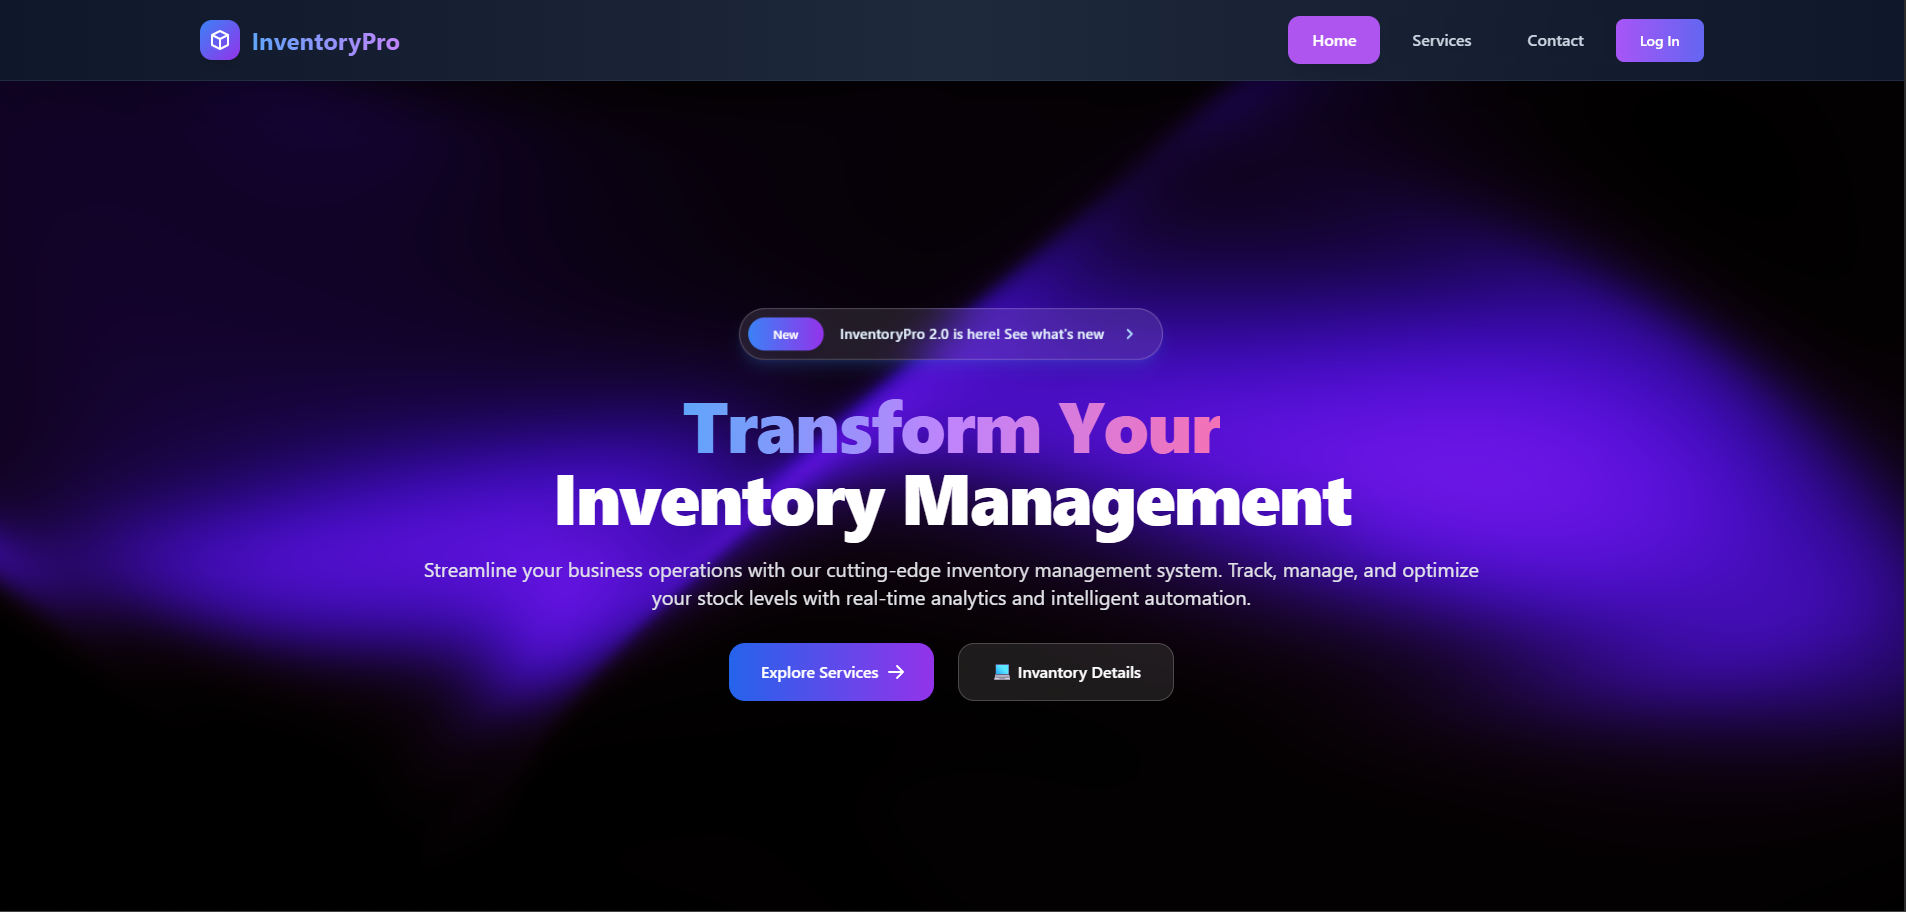 InventoryPro
Home
Services
Contact
Log In
New
InventoryPro 2.0 is here! See what's new
Transform Your
Inventory Management
Streamline your business operations with our cutting-edge inventory management system. Track, manage, and optimize
your stock levels with real-time analytics and intelligent automation.
Explore Services
Invantory Details